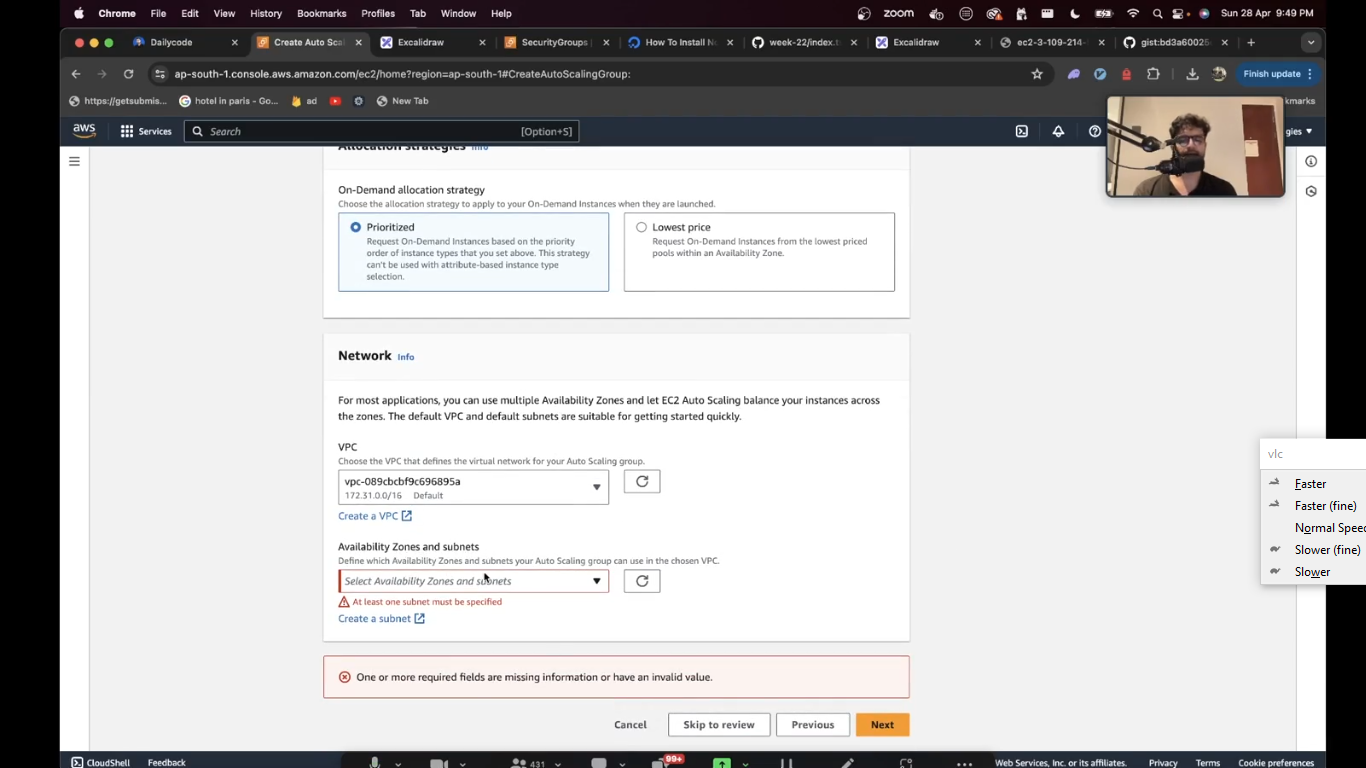 Chrome File Edit View History Bookmarks Profiles Tab Window Help zoom Sun 28 Apr 9:49 PM
Dailycode Create Auto Sca Excalidraw SecurityGroups How To Install N week-22/index.t Excalidraw ec2-3-109-214- gist:bd3a60025
ap-south-1.console.aws.amazon.com/ec2/home?region=ap-south-1#CreateAutoScalingGroup: Finish update
https://getsubmis... hotel in paris - Go... ad New Tab kmarks
aws Services Search [Option+S] gies
Allocation strategies Info
On-Demand allocation strategy
Choose the allocation strategy to apply to your On-Demand Instances when they are launched.
Prioritized
Request On-Demand Instances based on the priority
order of instance types that you set above. This strategy
can't be used with attribute-based instance type
selection.
Lowest price
Request On-Demand Instances from the lowest priced
pools within an Availability Zone.
Network Info
For most applications, you can use multiple Availability Zones and let EC2 Auto Scaling balance your instances across
the zones. The default VPC and default subnets are suitable for getting started quickly.
VPC
Choose the VPC that defines the virtual network for your Auto Scaling group.
vpc-089cbcbf9c696895a
172.31.0.0/16 Default
Create a VPC
Availability Zones and subnets
Define which Availability Zones and subnets your Auto Scaling group can use in the chosen VPC.
Select Availability Zones and subnets
At least one subnet must be specified
Create a subnet
One or more required fields are missing information or have an invalid value.
Cancel Skip to review Previous Next
vlc
Faster
Faster (fine)
Normal Speed
Slower (fine)
Slower
CloudShell Feedback Web Services, Inc. or its affiliates. Privacy Terms Cookie preferences
431 99+